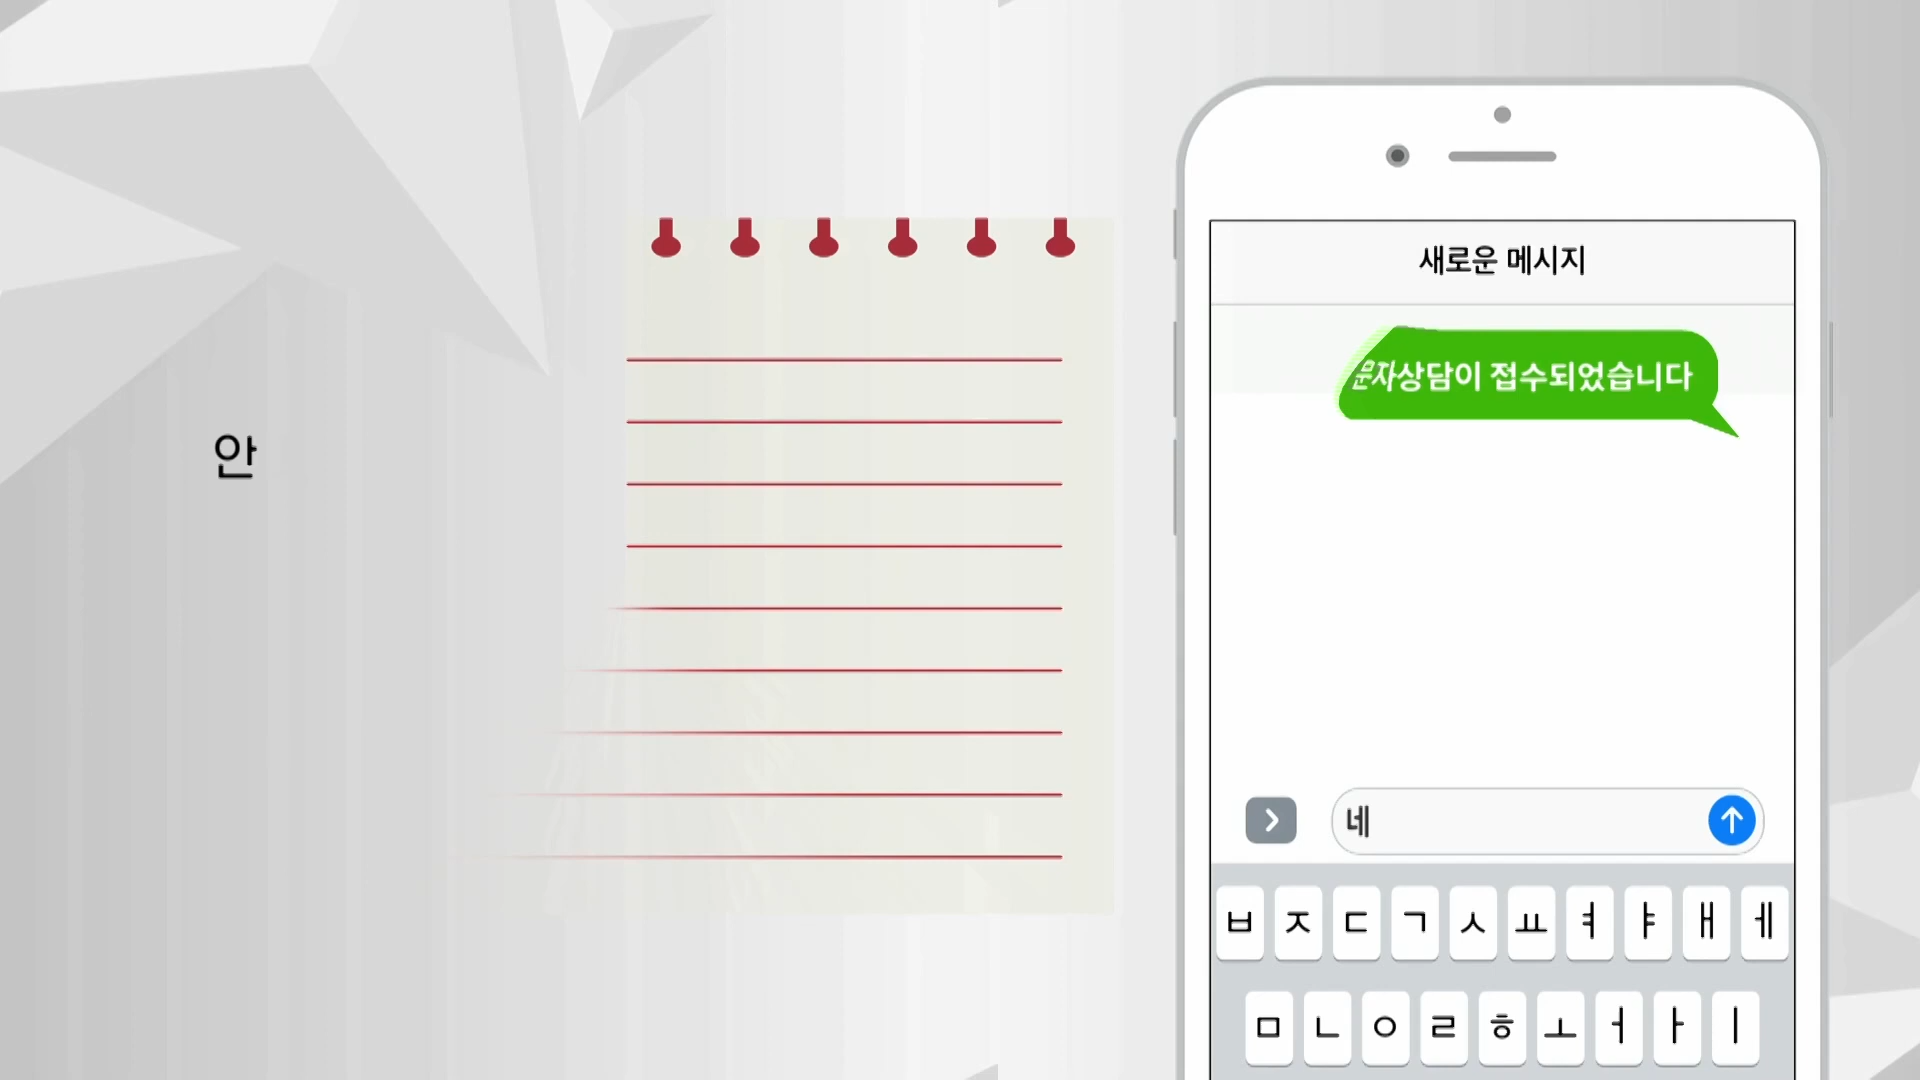 안
새로운 메시지
문자상담이 접수되었습니다
네
ㅂ ㅈ ㄷ ㄱ ㅅ ㅛ ㅕ ㅑ ㅐ ㅔ
ㅁ ㄴ ㅇ ㄹ ㅎ ㅗ ㅓ ㅏ ㅣ